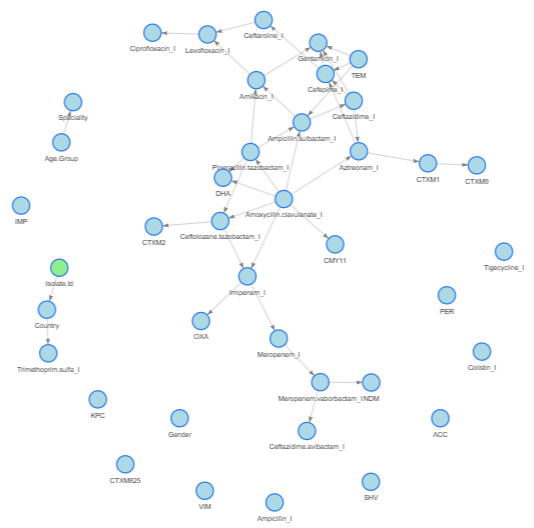 Ceftaroline_I
Ciprofloxacin_I
Levofloxacin_I
Gentamicin_I
TEM
Cefepime_I
Amikacin_I
Ceftazidime_I
Speciality
Ampicillin.sulbactam_I
Age.Group
Piperacillin.tazobactam_I
Aztreonam_I
CTXM1
CTXM9
DHA
IMP
Amoxycillin.clavulanate_I
CTXM2
Ceftolozane.tazobactam_I
CMY11
Tigecycline_I
Isolate.Id
Imipenem_I
PER
Country
OXA
Trimethoprim.sulfa_I
Meropenem_I
Colistin_I
Meropenem.vaborbactam_I
NDM
KPC
Gender
Ceftazidime.avibactam_I
ACC
CTXM825
VIM
Ampicillin_I
SHV